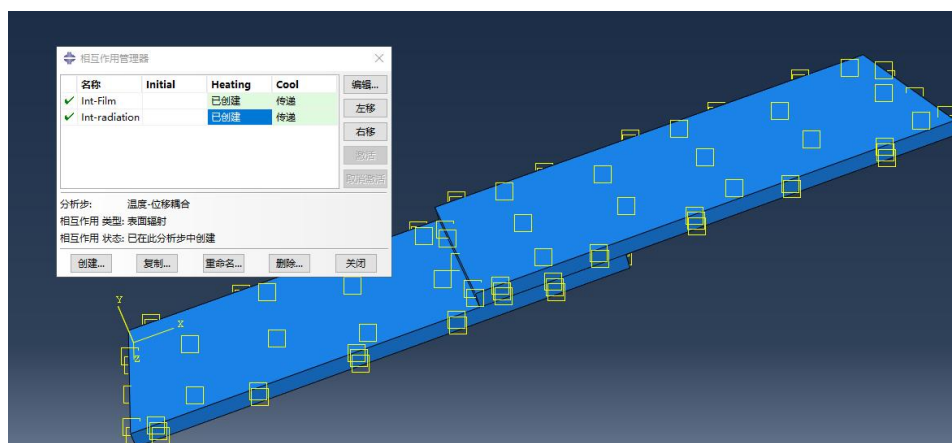 相互作用管理器
名称 Initial Heating Cool
Int-Film 已创建 传递
Int-radiation 已创建 传递
编辑...
左移
右移
激活
取消激活
分析步: 温度-位移耦合
相互作用 类型: 表面辐射
相互作用 状态: 已在此分析步中创建
创建... 复制... 重命名... 删除... 关闭
Y
X
Z